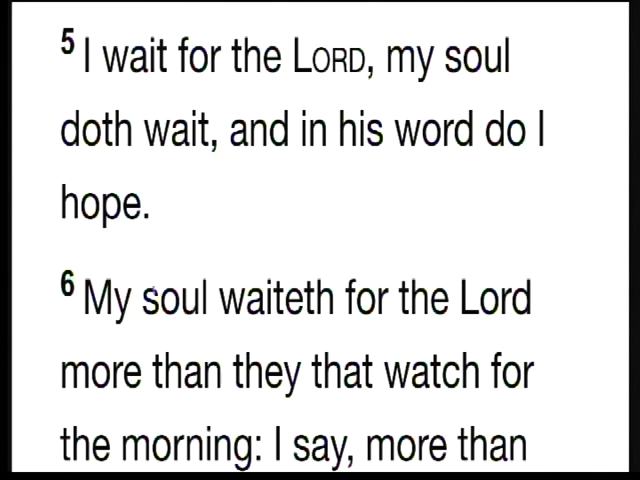 5 I wait for the LORD, my soul
doth wait, and in his word do I
hope.
6 My soul waiteth for the Lord
more than they that watch for
the morning: I say, more than